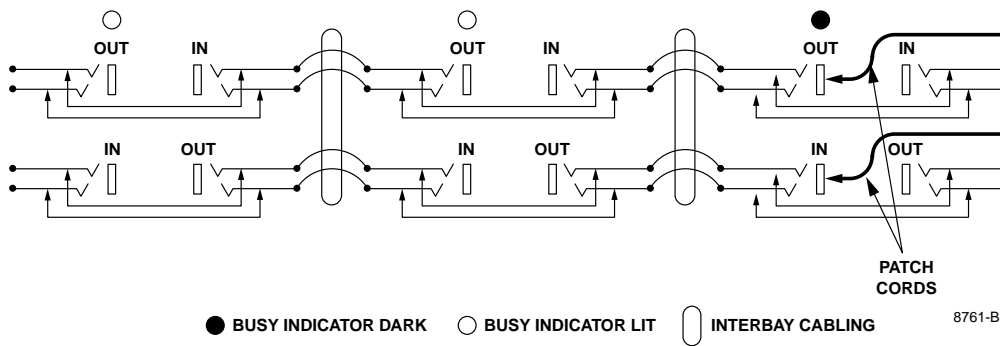 OUT IN OUT IN OUT IN
IN OUT IN OUT IN OUT
PATCH
CORDS
BUSY INDICATOR DARK BUSY INDICATOR LIT INTERBAY CABLING
8761-B